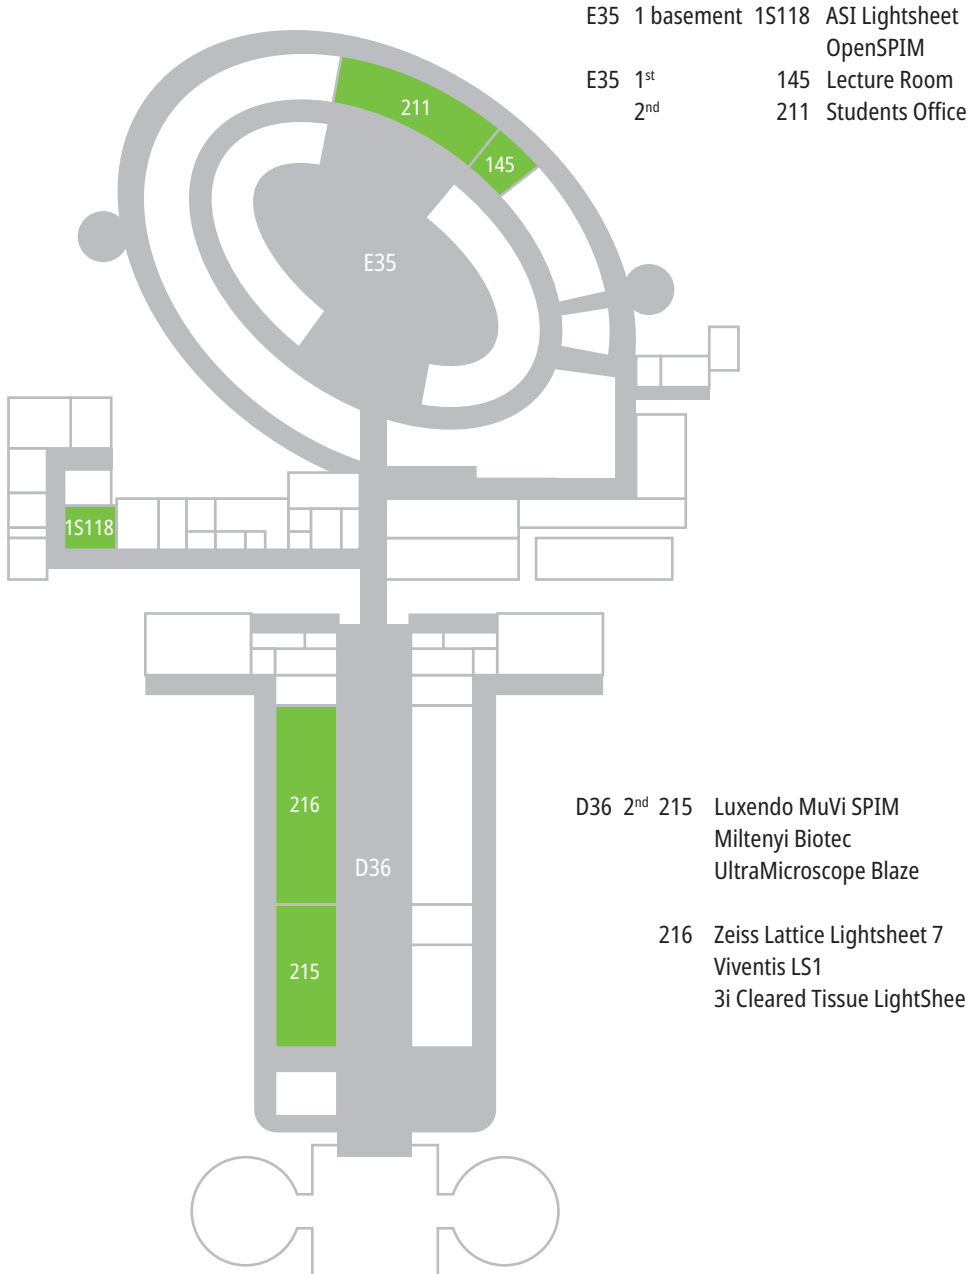 E35 1 basement 1S118 ASI Lightsheet
OpenSPIM
E35 1st 145 Lecture Room
2nd 211 Students Office
211
145
E35
1S118
216
D36 2nd 215 Luxendo MuVi SPIM
Miltenyi Biotec
D36
UltraMicroscope Blaze
216 Zeiss Lattice Lightsheet 7
215
Viventis LS1
3i Cleared Tissue LightShee